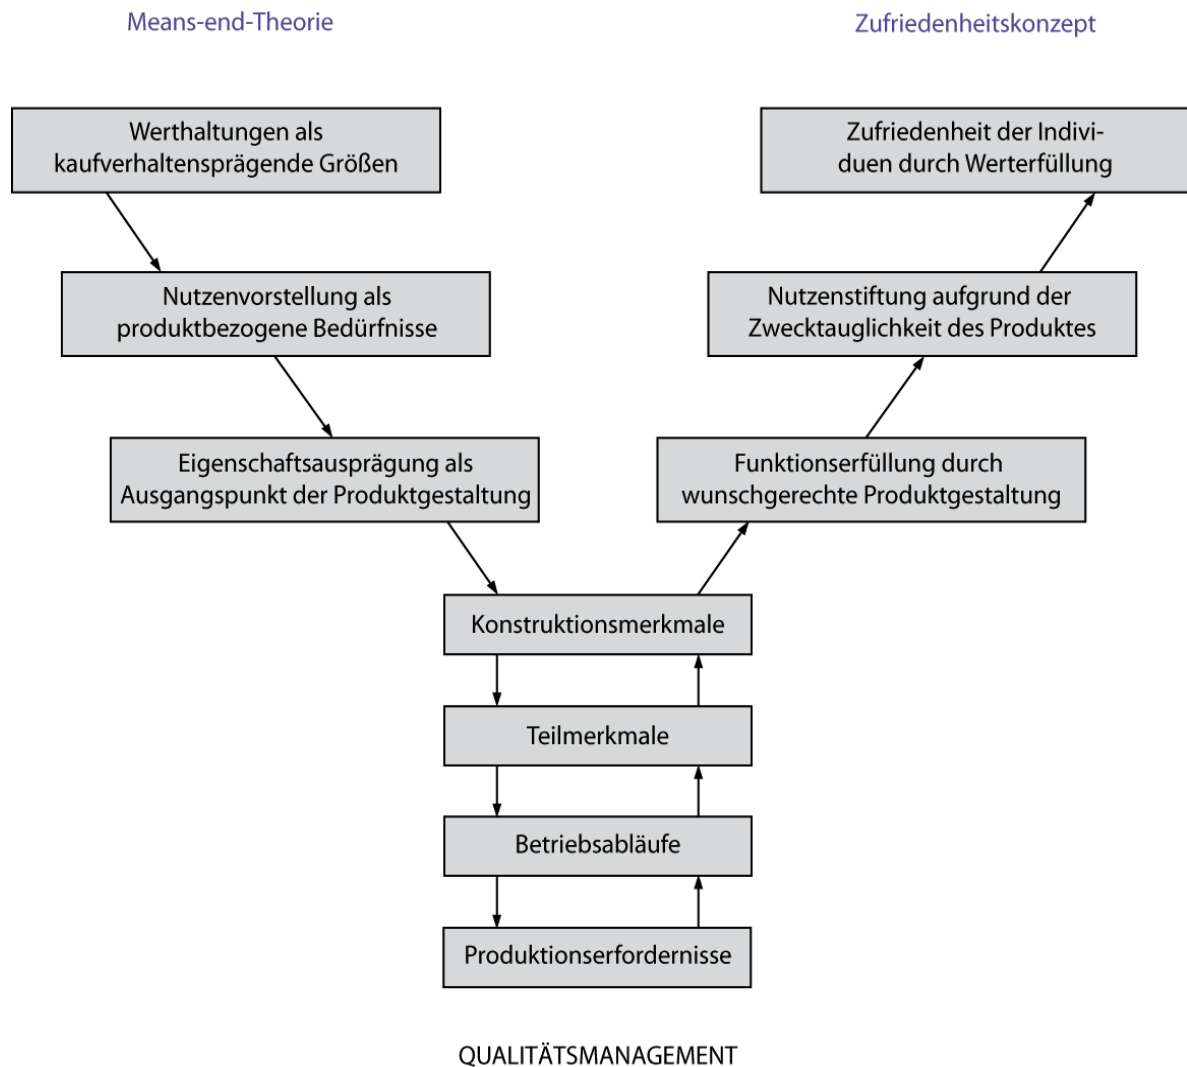 Means-end-Theorie
Zufriedenheitskonzept
Werthaltungen als
kaufverhaltensprägende Größen
Zufriedenheit der Indivi-
duen durch Werterfüllung
Nutzenvorstellung als
produktbezogene Bedürfnisse
Nutzenstiftung aufgrund der
Zwecktauglichkeit des Produktes
Eigenschaftsausprägung als
Ausgangspunkt der Produktgestaltung
Funktionserfüllung durch
wunschgerechte Produktgestaltung
Konstruktionsmerkmale
Teilmerkmale
Betriebsabläufe
Produktionserfordernisse
QUALITÄTSMANAGEMENT